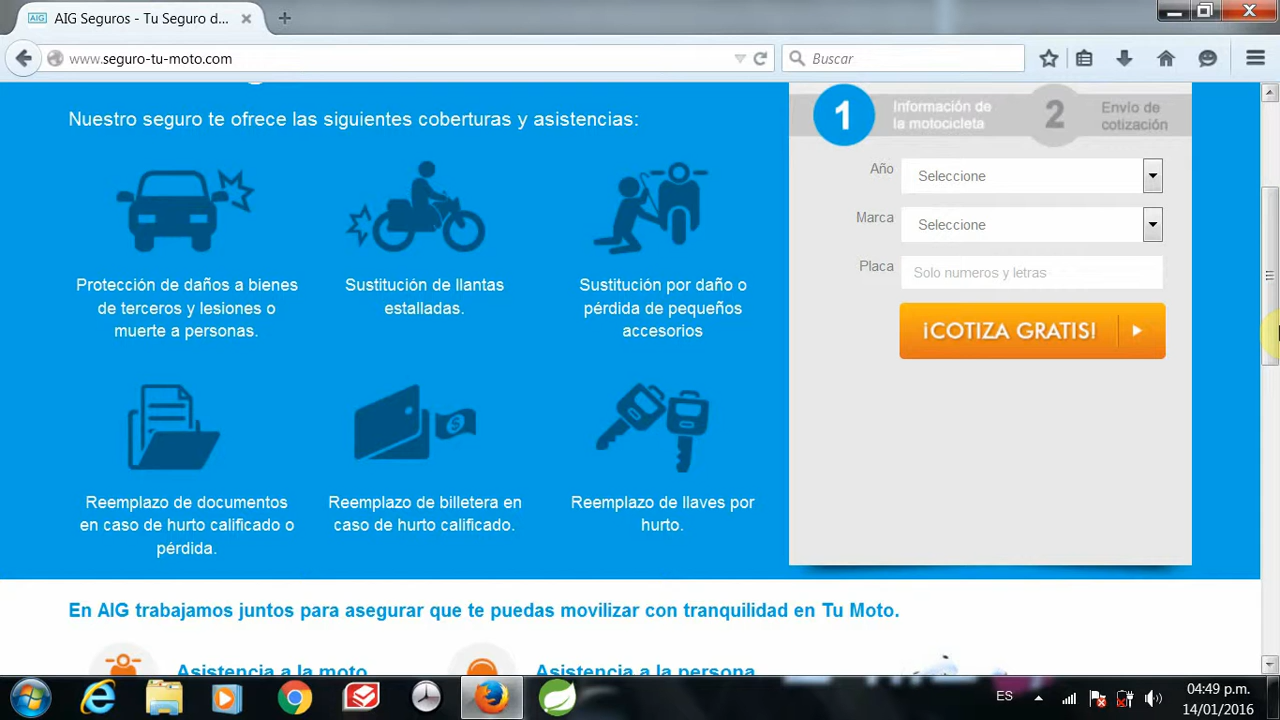 AIG
AIG Seguros - Tu Seguro d...
www.seguro-tu-moto.com
Buscar
Nuestro seguro te ofrece las siguientes coberturas y asistencias:
Protección de daños a bienes
de terceros y lesiones o
muerte a personas.
Sustitución de llantas
estalladas.
Sustitución por daño o
pérdida de pequeños
accesorios
Reemplazo de documentos
en caso de hurto calificado o
pérdida.
Reemplazo de billetera en
caso de hurto calificado.
Reemplazo de llaves por
hurto.
1
Información de
la motocicleta
2
Envío de
cotización
Año
Seleccione
Marca
Seleccione
Placa
Solo numeros y letras
¡COTIZA GRATIS!
En AIG trabajamos juntos para asegurar que te puedas movilizar con tranquilidad en Tu Moto.
Asistencia a la moto
Asistencia a la persona
ES
04:49 p.m.
14/01/2016